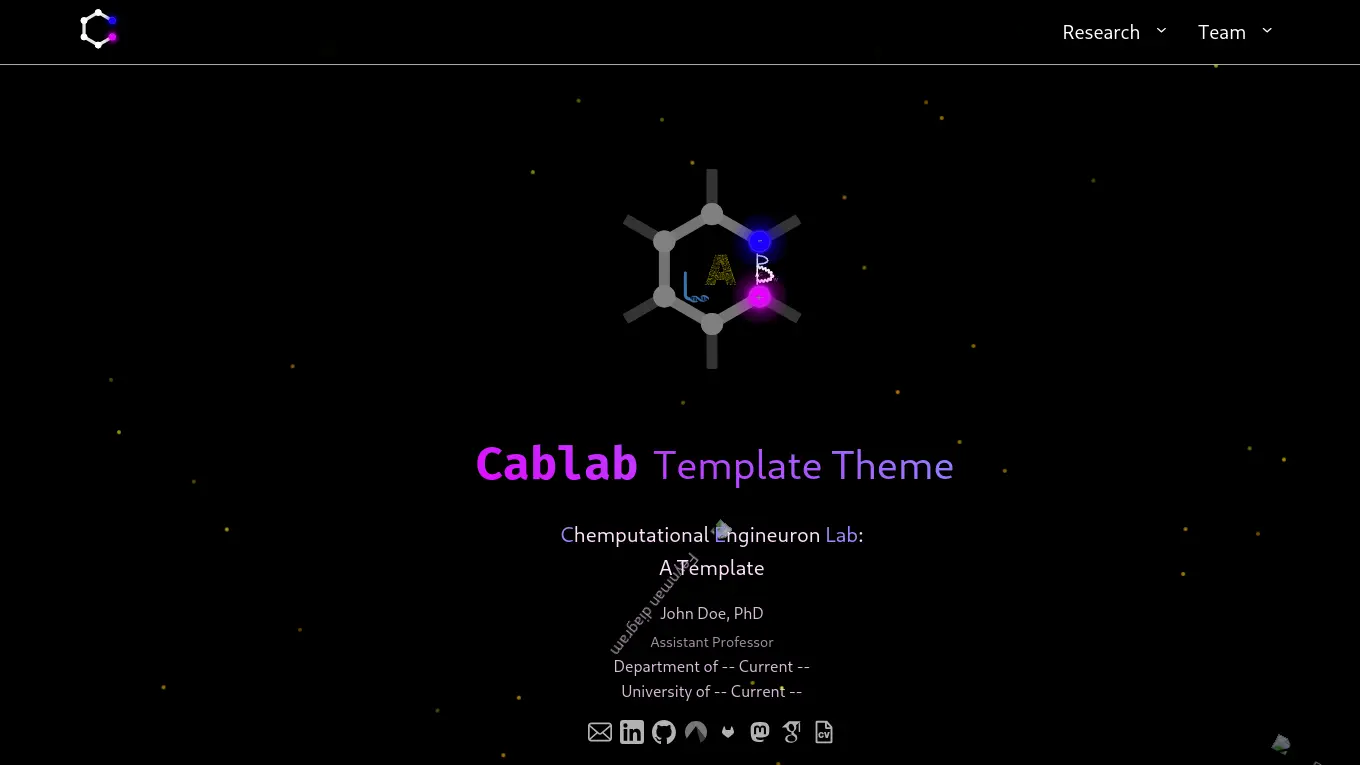 Research
Team
L A B
Cablab Template Theme
Chemputational Engineuron Lab:
A Template
Feynman diagram
John Doe, PhD
Assistant Professor
Department of -- Current --
University of -- Current --
in
CV